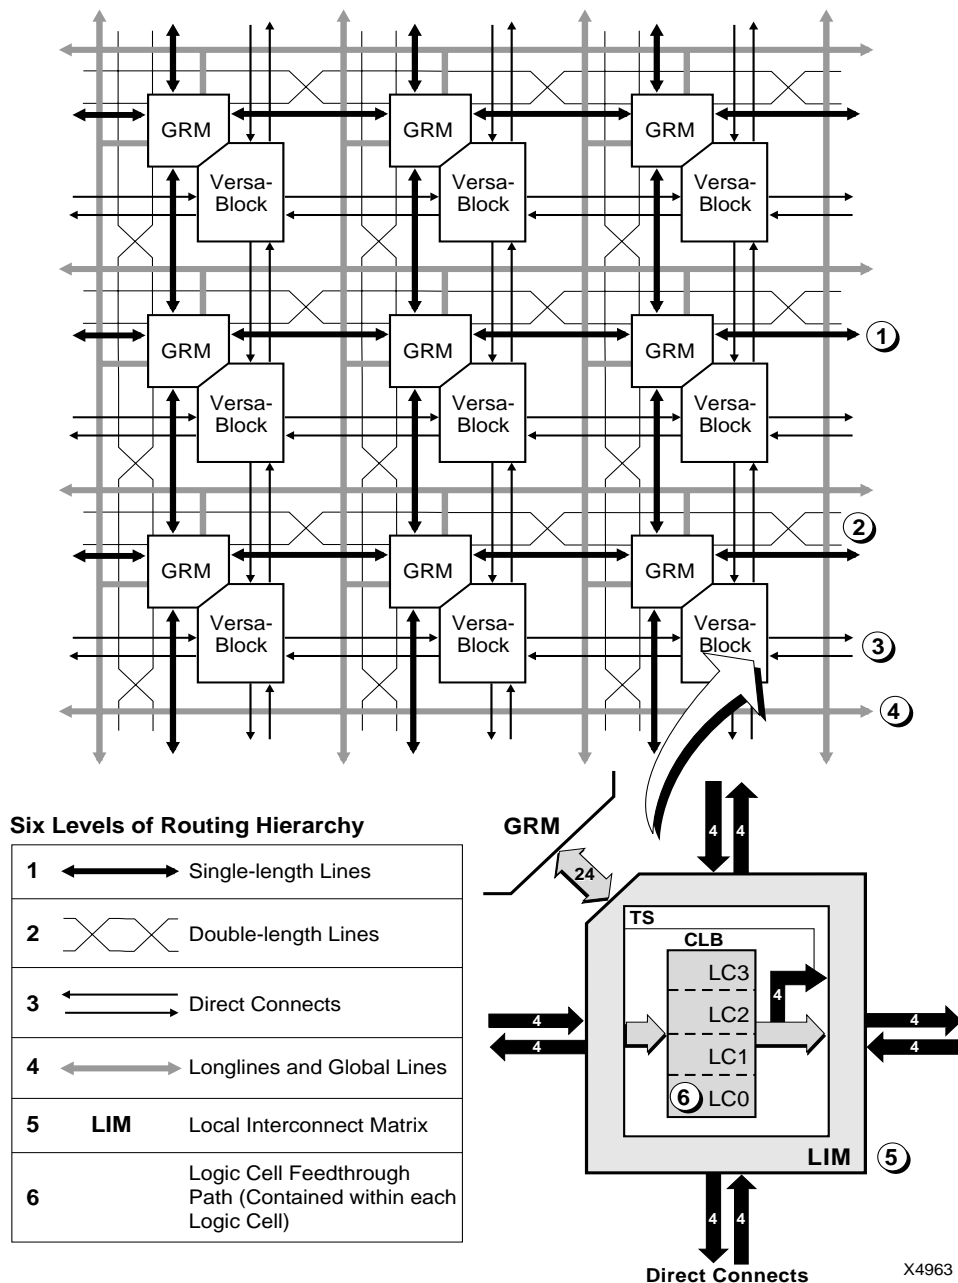 GRM GRM GRM
Versa-Block Versa-Block Versa-Block
GRM GRM GRM
1
Versa-Block Versa-Block Versa-Block
2
GRM GRM GRM
Versa-Block Versa-Block Versa-Block
3
4
Six Levels of Routing Hierarchy
1 Single-length Lines
2 Double-length Lines
3 Direct Connects
4 Longlines and Global Lines
5 LIM Local Interconnect Matrix
6 Logic Cell Feedthrough
Path (Contained within each
Logic Cell)
GRM
24
4 4
TS
CLB
LC3
4
LC2
4 4
4 4
LC1
6 LC0
LIM 5
4 4
Direct Connects
X4963